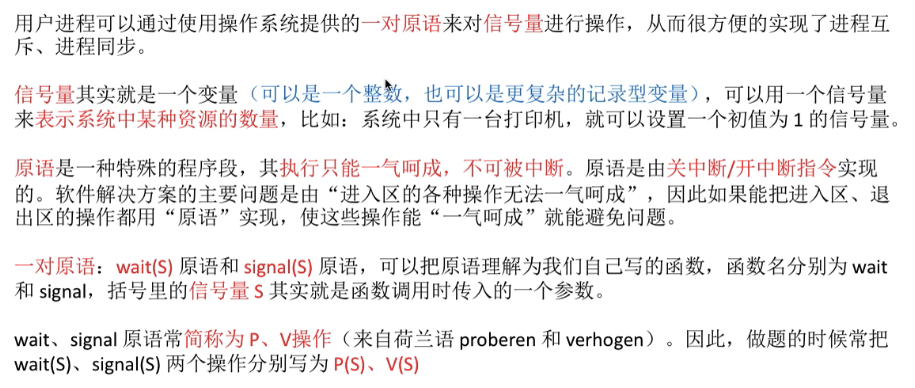 用户进程可以通过使用操作系统提供的一对原语来对信号量进行操作，从而很方便的实现了进程互
斥、进程同步。
信号量其实就是一个变量（可以是一个整数，也可以是更复杂的记录型变量），可以用一个信号量
来表示系统中某种资源的数量，比如：系统中只有一台打印机，就可以设置一个初值为 1 的信号量。
原语是一种特殊的程序段，其执行只能一气呵成，不可被中断。原语是由关中断/开中断指令实现
的。软件解决方案的主要问题是由“进入区的各种操作无法一气呵成”，因此如果能把进入区、退
出区的操作都用“原语”实现，使这些操作能“一气呵成”就能避免问题。
一对原语：wait(S) 原语和 signal(S) 原语，可以把原语理解为我们自己写的函数，函数名分别为 wait
和 signal，括号里的信号量 S 其实就是函数调用时传入的一个参数。
wait、signal 原语常简称为 P、V操作（来自荷兰语 proberen 和 verhogen）。因此，做题的时候常把
wait(S)、signal(S) 两个操作分别写为 P(S)、V(S)